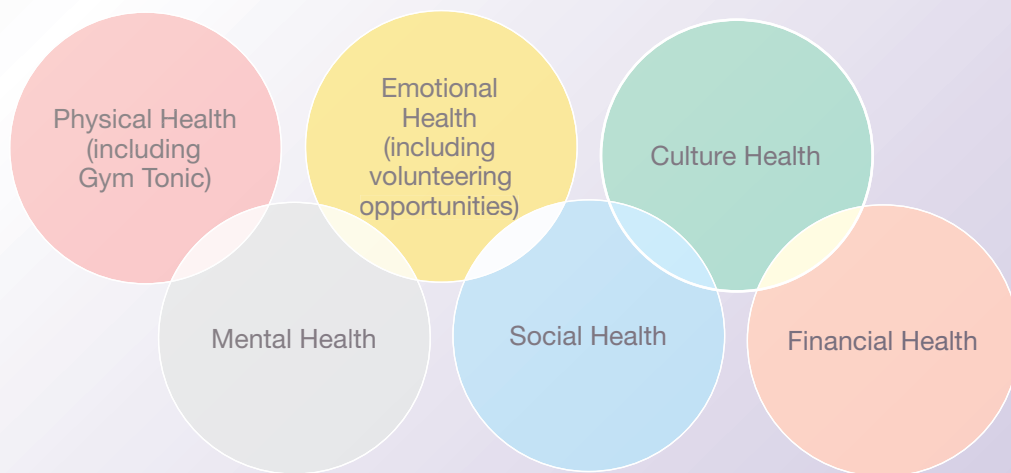 Physical Health
(including
Gym Tonic)
Emotional
Health
(including
volunteering
opportunities)
Culture Health
Mental Health
Social Health
Financial Health